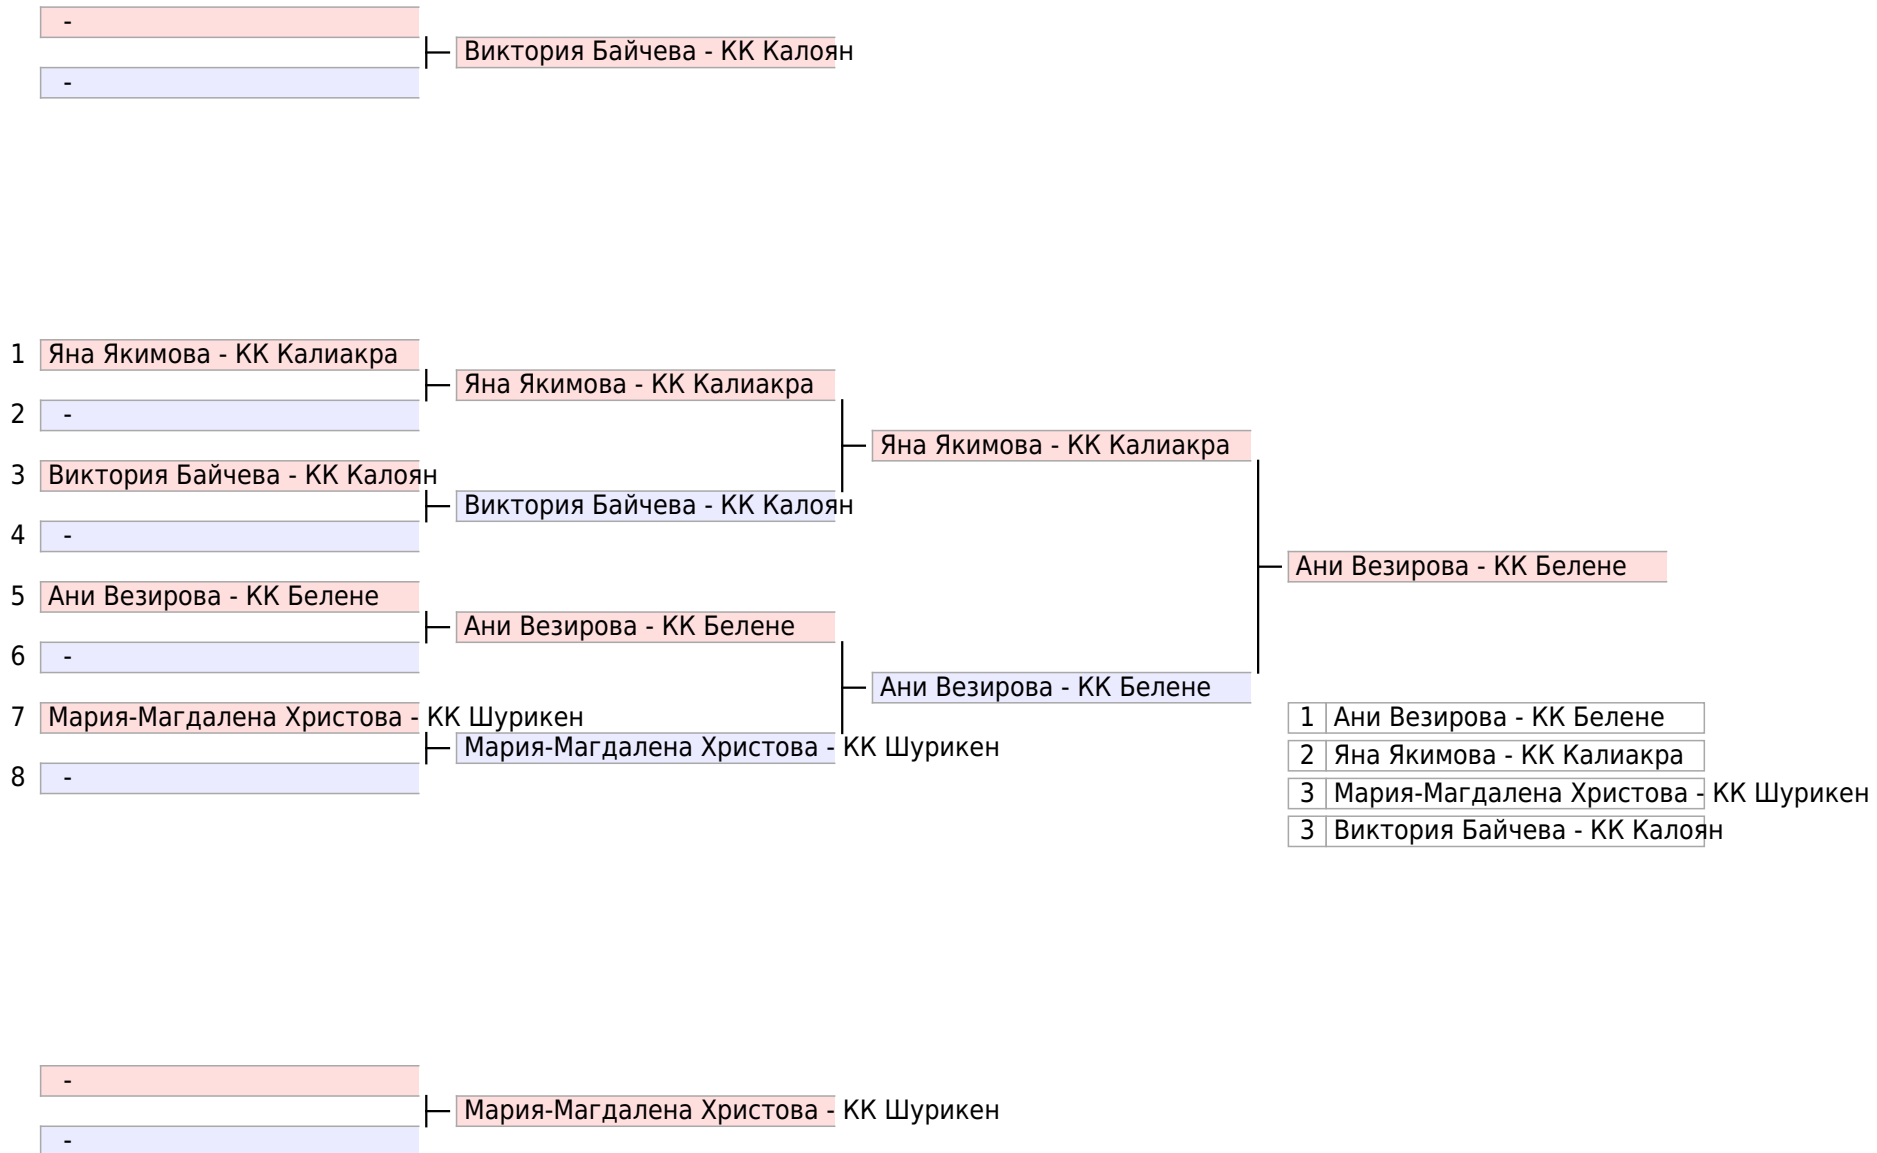 -
Виктория Байчева - КК Калоян
-
1 Яна Якимова - КК Калиакра
Яна Якимова - КК Калиакра
2 -
Яна Якимова - КК Калиакра
3 Виктория Байчева - КК Калоян
Виктория Байчева - КК Калоян
4 -
Ани Везирова - КК Белене
5 Ани Везирова - КК Белене
Ани Везирова - КК Белене
6 -
Ани Везирова - КК Белене
7 Мария-Магдалена Христова - КК Шурикен
Мария-Магдалена Христова - КК Шурикен
8 -
1 Ани Везирова - КК Белене
2 Яна Якимова - КК Калиакра
3 Мария-Магдалена Христова - КК Шурикен
3 Виктория Байчева - КК Калоян
-
Мария-Магдалена Христова - КК Шурикен
-